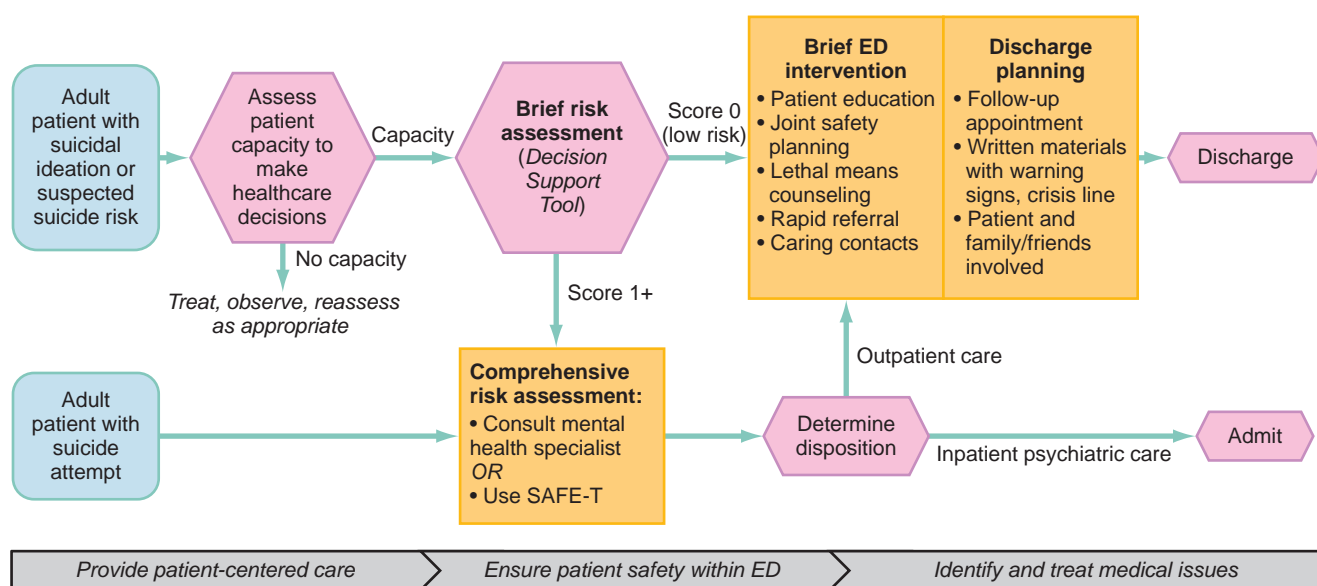 Adult
patient with
suicidal
ideation or
suspected
suicide risk
Assess
patient
capacity to
make
healthcare
decisions
Capacity
No capacity
Treat, observe, reassess
as appropriate
Brief risk
assessment
(Decision
Support
Tool)
Score 0
(low risk)
Score 1+
Brief ED
intervention
• Patient education
• Joint safety
planning
• Lethal means
counseling
• Rapid referral
• Caring contacts
Discharge
planning
• Follow-up
appointment
• Written materials
with warning
signs, crisis line
• Patient and
family/friends
involved
Discharge
Adult
patient with
suicide
attempt
Comprehensive
risk assessment:
• Consult mental
health specialist
OR
• Use SAFE-T
Determine
disposition
Outpatient care
Inpatient psychiatric care
Admit
Provide patient-centered care
Ensure patient safety within ED
Identify and treat medical issues